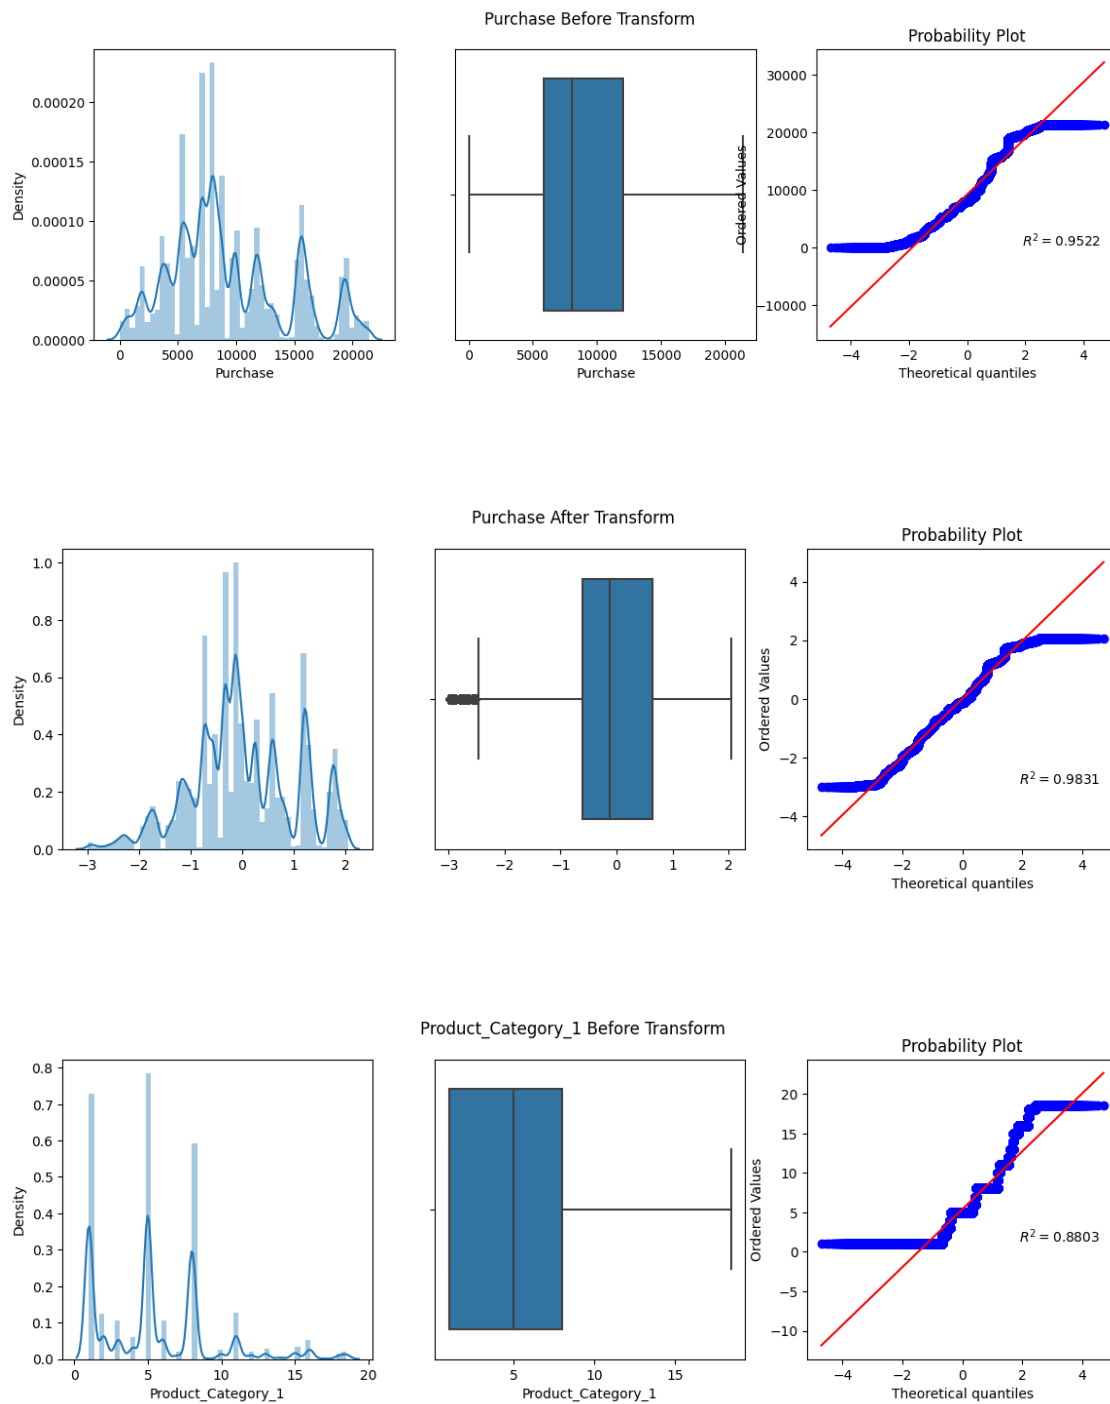 Purchase Before Transform
Probability Plot
0.00020
0.00015
0.00010
0.00005
0.00000
Density
0 5000 10000 15000 20000
Purchase
0 5000 10000 15000 20000
Purchase
30000
20000
10000
0
−10000
Ordered Values
R² = 0.9522
−4 −2 0 2 4
Theoretical quantiles
Purchase After Transform
Probability Plot
1.0
0.8
0.6
0.4
0.2
0.0
Density
−3 −2 −1 0 1 2
−3 −2 −1 0 1 2
4
2
0
−2
−4
Ordered Values
R² = 0.9831
−4 −2 0 2 4
Theoretical quantiles
Product_Category_1 Before Transform
Probability Plot
0.8
0.7
0.6
0.5
0.4
0.3
0.2
0.1
0.0
Density
0 5 10 15 20
Product_Category_1
5 10 15
Product_Category_1
20
15
10
5
0
−5
−10
Ordered Values
R² = 0.8803
−4 −2 0 2 4
Theoretical quantiles